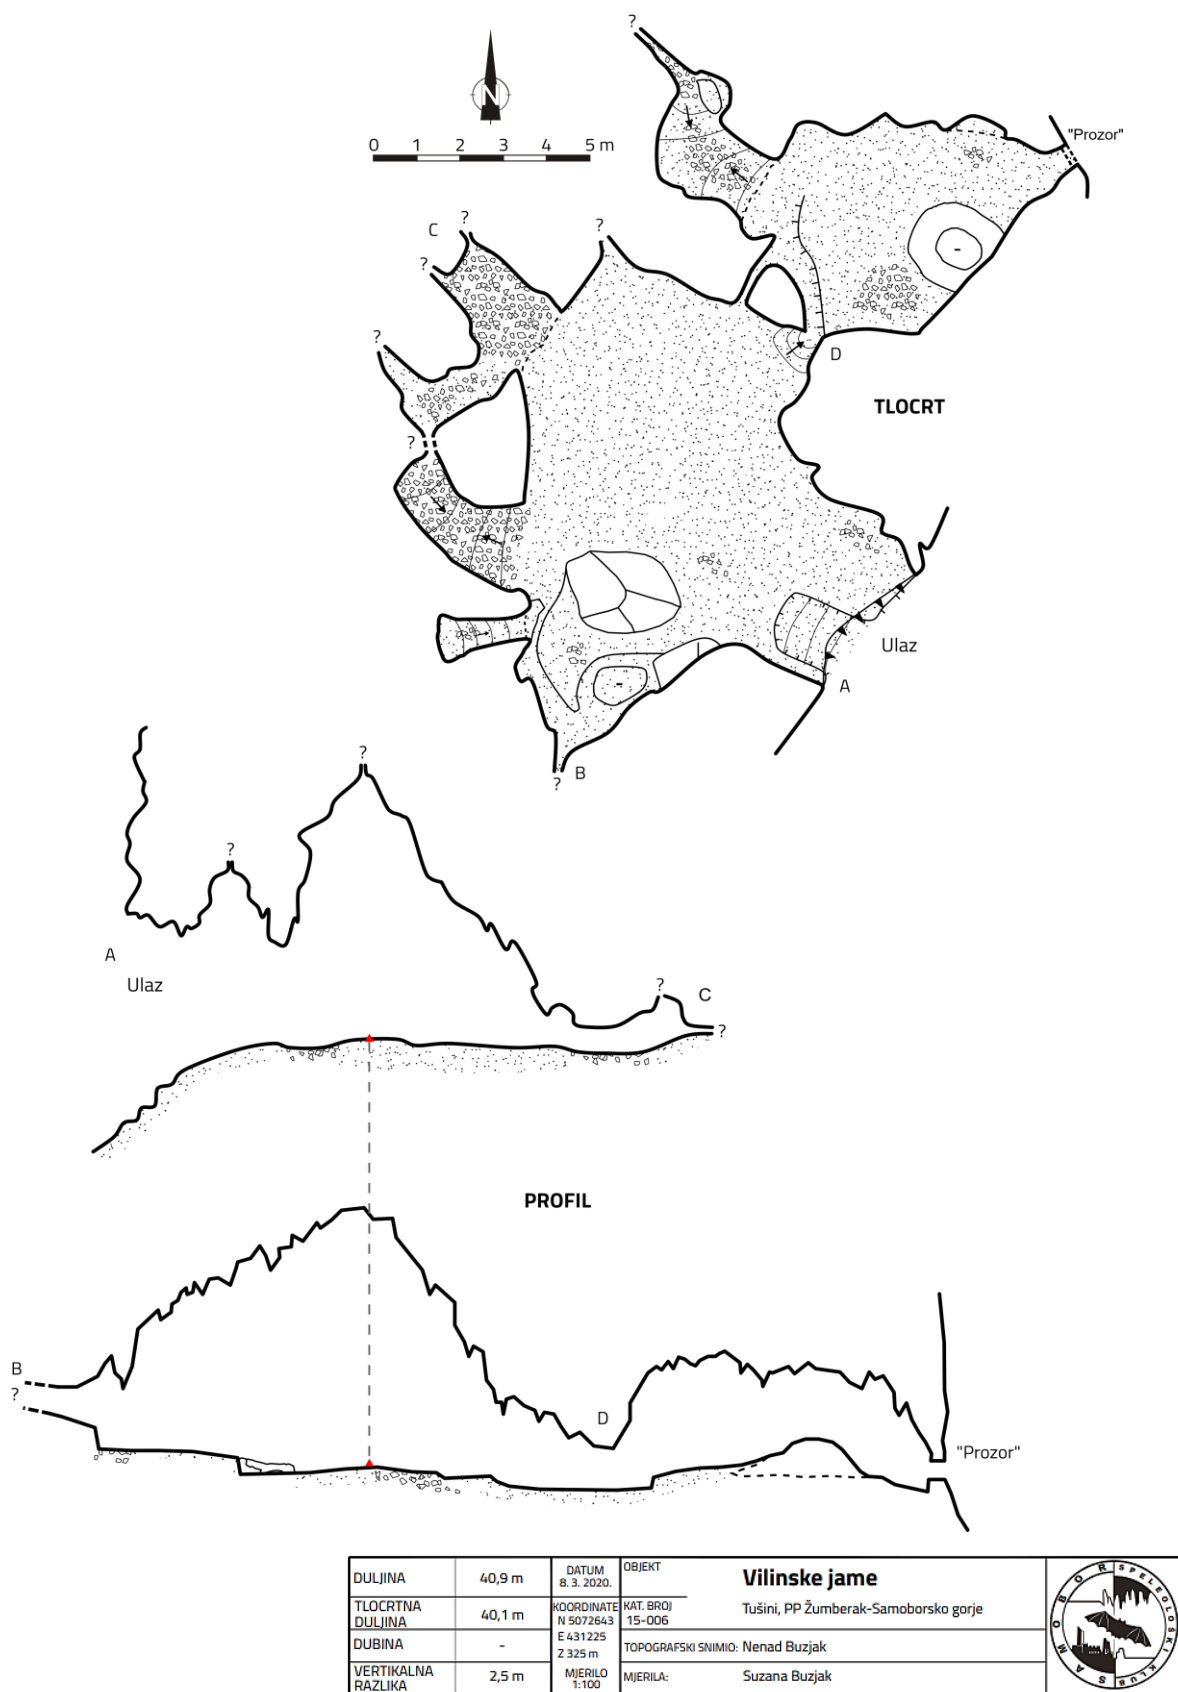 ?
N
0 1 2 3 4 5 m
"Prozor"
C
?
?
?
?
D
TLOCRT
?
Ulaz
A
B
?
?
?
A
Ulaz
?
C
?
PROFIL
B
?
D
"Prozor"
DULJINA
40,9 m
TLOCRTNA
DULJINA
40,1 m
DUBINA
-
VERTIKALNA
RAZLIKA
2,5 m
DATUM
8. 3. 2020.
KOORDINATE
N 5072643
E 431225
Z 325 m
MJERILO
1:100
OBJEKT
Vilinske jame
KAT. BROJ
15-006
Tušini, PP Žumberak-Samoborsko gorje
TOPOGRAFSKI SNIMIO: Nenad Buzjak
MJERILA: Suzana Buzjak
SAMOBOR
SPELEOLOŠKI KLUB